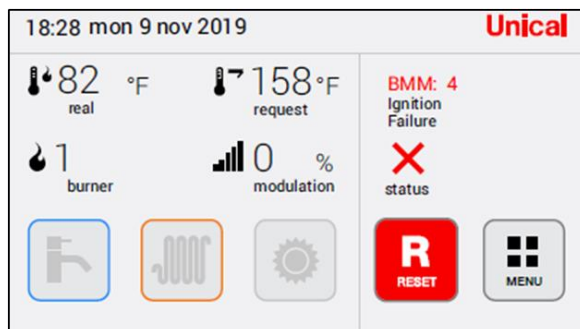 18:28 mon 9 nov 2019
Unical
82 °F
real
158 °F
request
BMM: 4
Ignition
Failure
1
burner
0 %
modulation
status
R
RESET
MENU